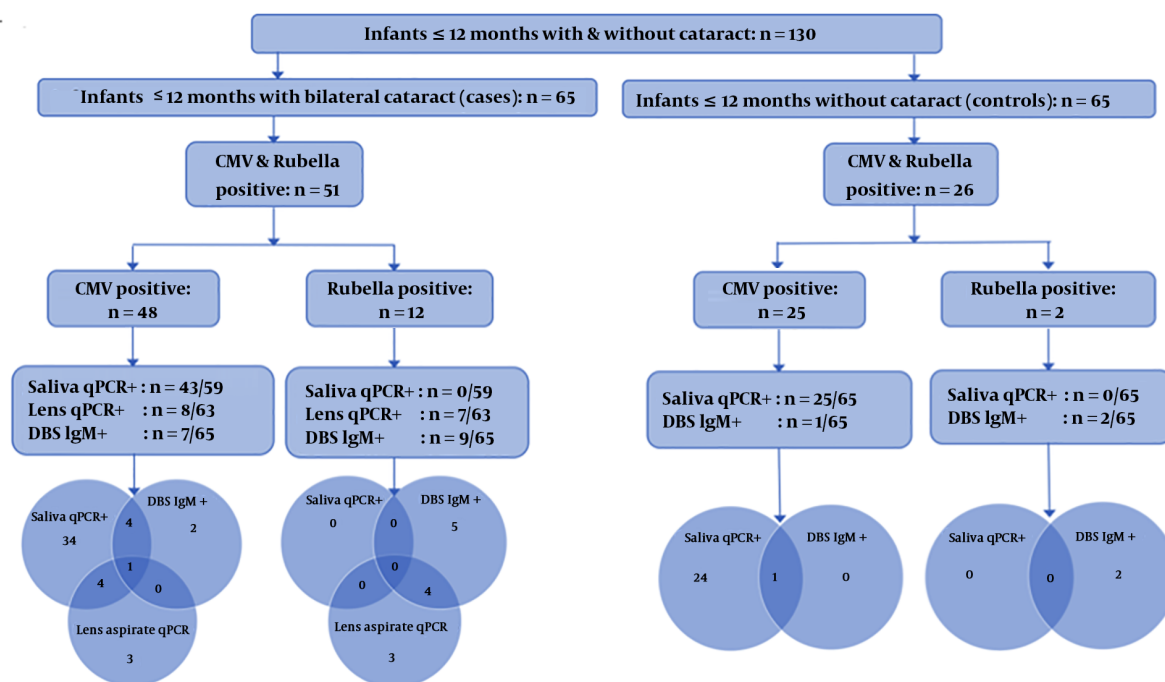 Infants ≤ 12 months with & without cataract: n = 130
Infants ≤ 12 months with bilateral cataract (cases): n = 65
Infants ≤ 12 months without cataract (controls): n = 65
CMV & Rubella
positive: n = 51
CMV & Rubella
positive: n = 26
CMV positive:
n = 48
Rubella positive:
n = 12
CMV positive:
n = 25
Rubella positive:
n = 2
Saliva qPCR+ : n = 43/59
Lens qPCR+ : n = 8/63
DBS lgM+ : n = 7/65
Saliva qPCR+ : n = 0/59
Lens qPCR+ : n = 7/63
DBS lgM+ : n = 9/65
Saliva qPCR+ : n = 25/65
DBS lgM+ : n = 1/65
Saliva qPCR+ : n = 0/65
DBS lgM+ : n = 2/65
Saliva qPCR+
34
4
DBS IgM +
2
1
4
0
Lens aspirate qPCR
3
Saliva qPCR+
0
0
DBS IgM +
5
0
0
4
Lens aspirate qPCR
3
Saliva qPCR+
24
1
DBS IgM +
0
Saliva qPCR+
0
0
DBS IgM +
2